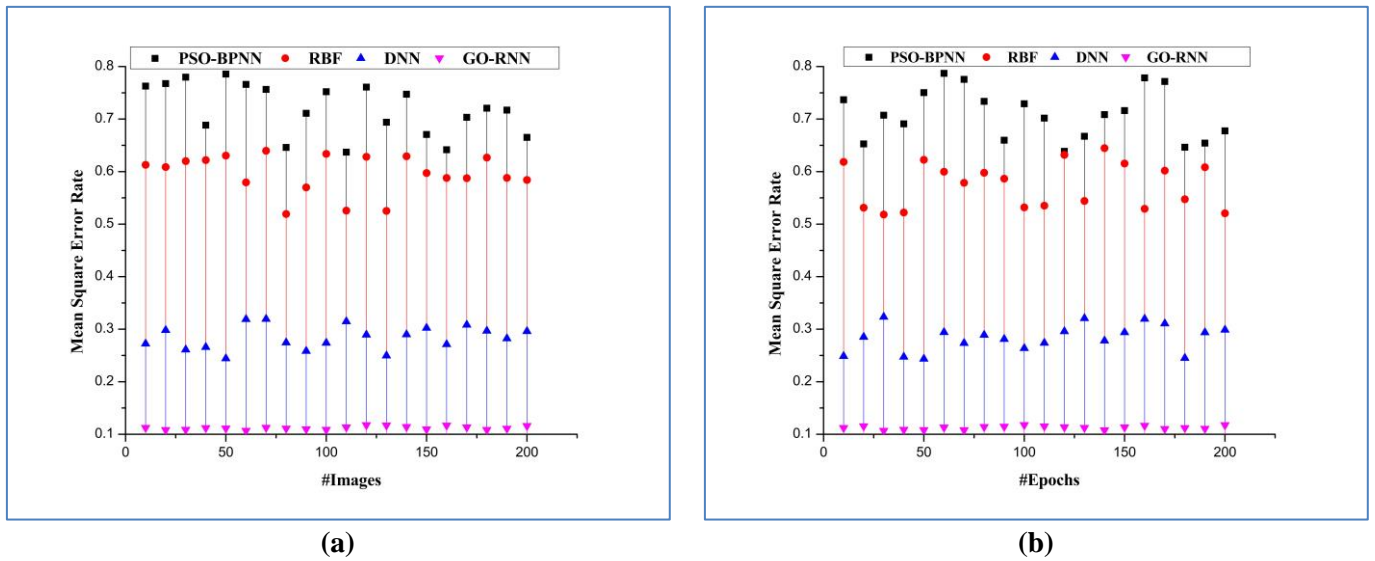 PSO-BPNN RBF DNN GO-RNN
0.8
0.7
0.6
0.5
0.4
0.3
0.2
0.1
Mean Square Error Rate
0 50 100 150 200
#Images
(a)
PSO-BPNN RBF DNN GO-RNN
0.8
0.7
0.6
0.5
0.4
0.3
0.2
0.1
Mean Square Error Rate
0 50 100 150 200
#Epochs
(b)